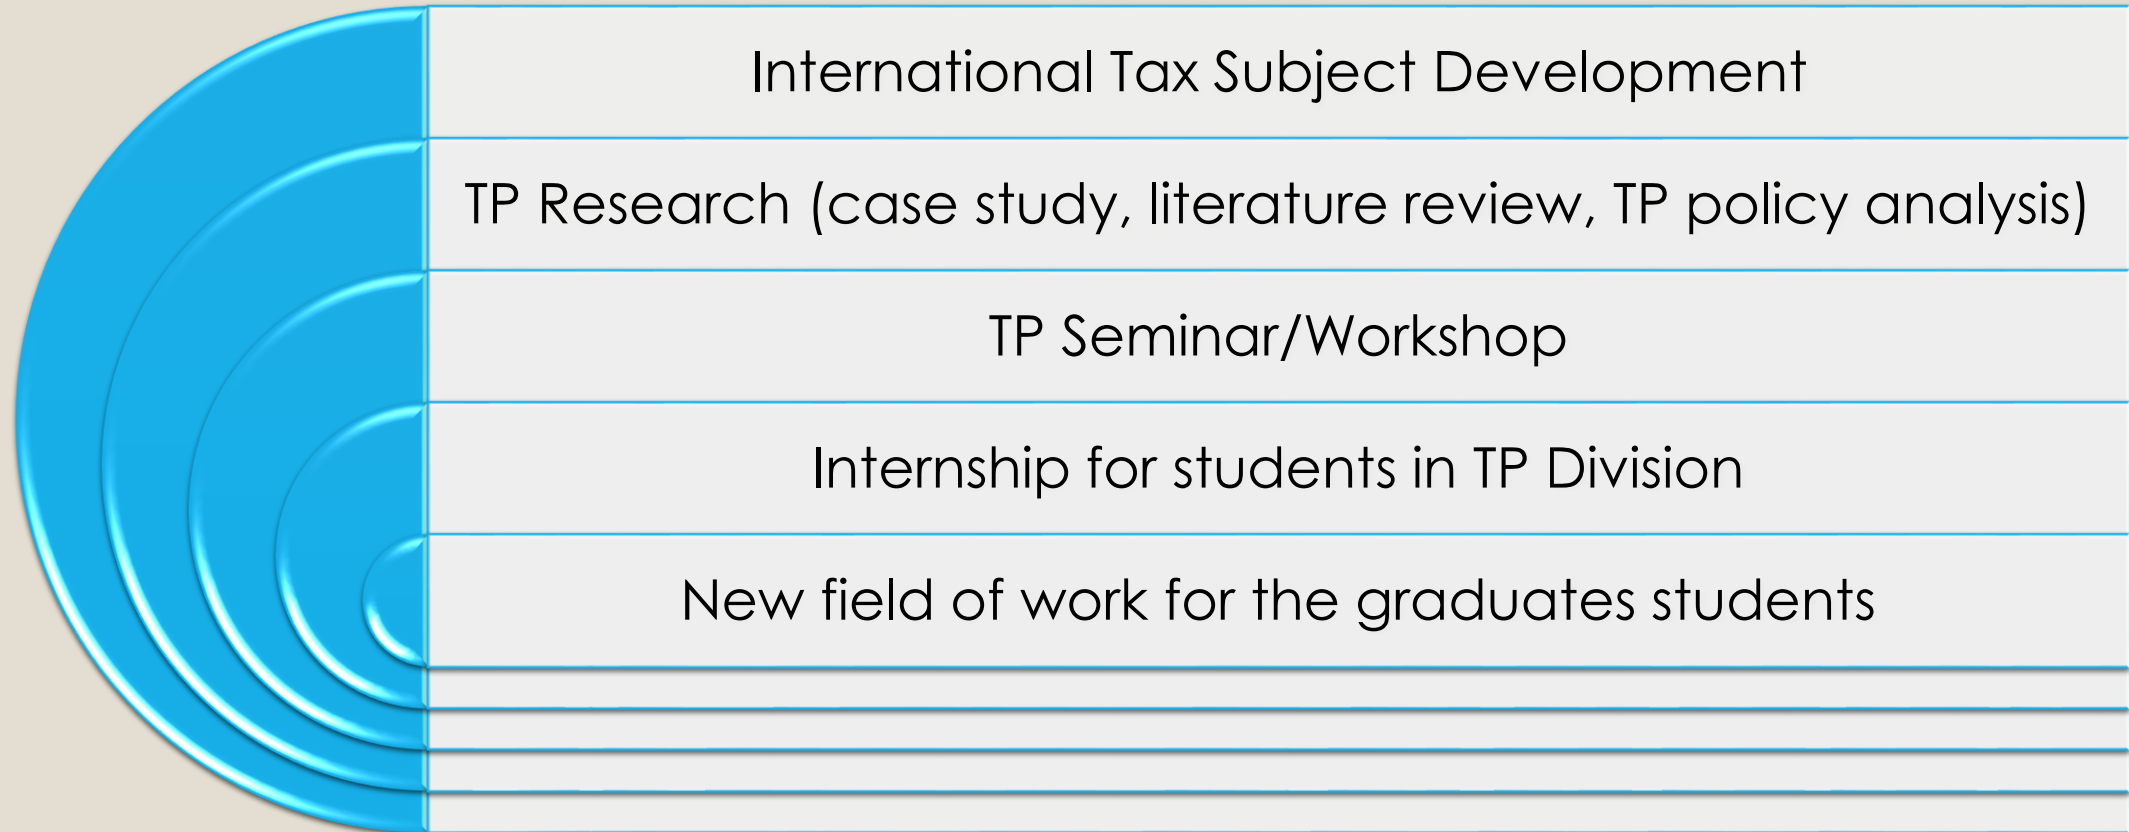 International Tax Subject Development
TP Research (case study, literature review, TP policy analysis)
TP Seminar/Workshop
Internship for students in TP Division
New field of work for the graduates students